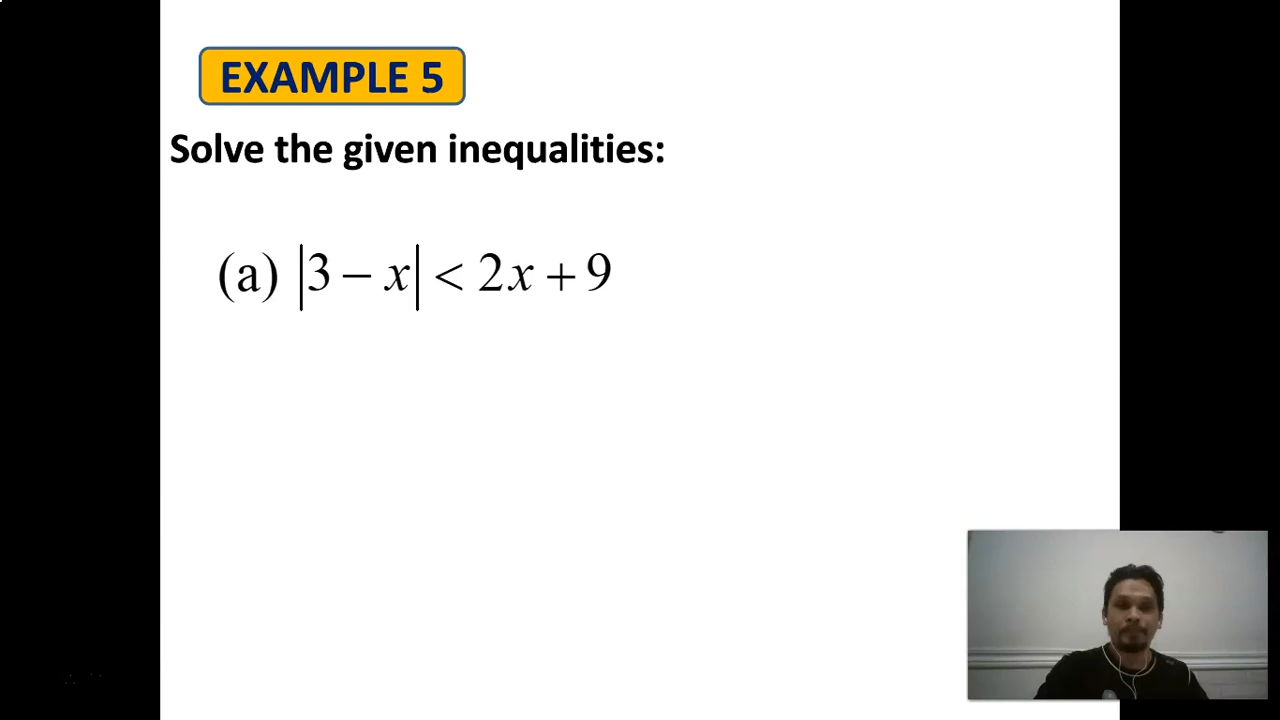 EXAMPLE 5
Solve the given inequalities:
(a) |3 − x| < 2x + 9